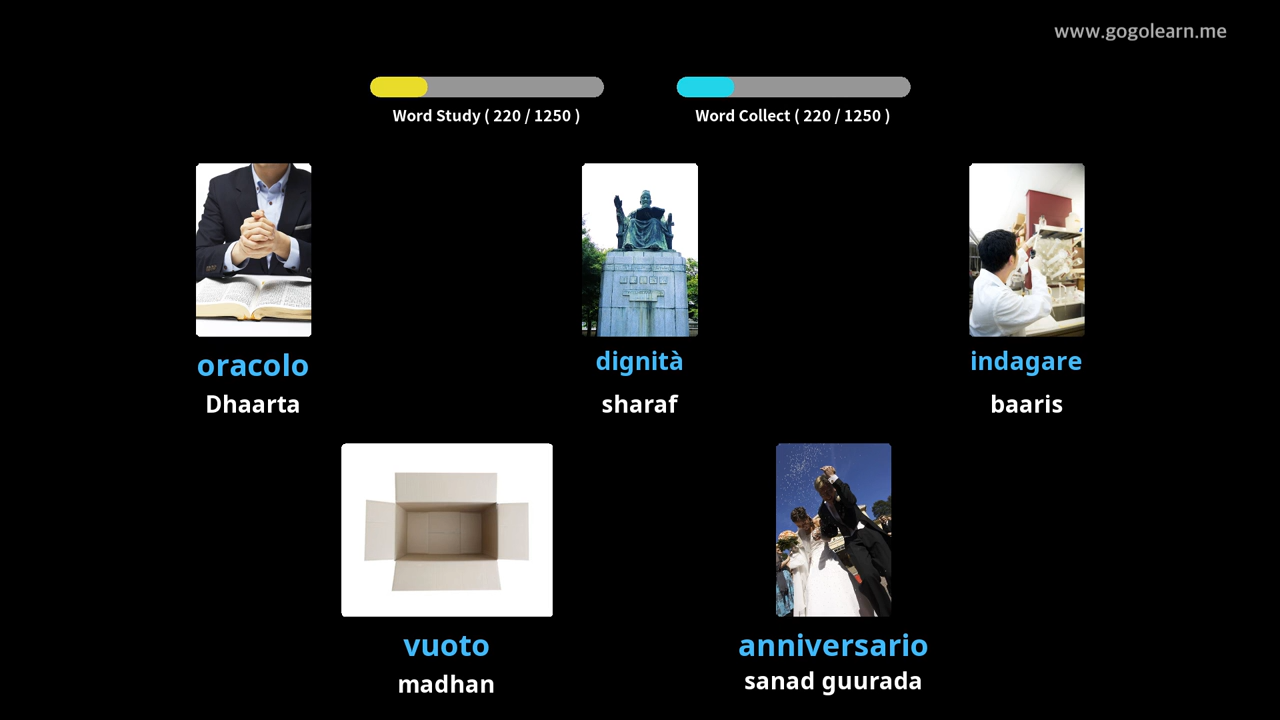 www.gogolearn.me
Word Study ( 220 / 1250 )
Word Collect ( 220 / 1250 )
oracolo
Dhaarta
dignità
sharaf
indagare
baaris
vuoto
madhan
anniversario
sanad guurada